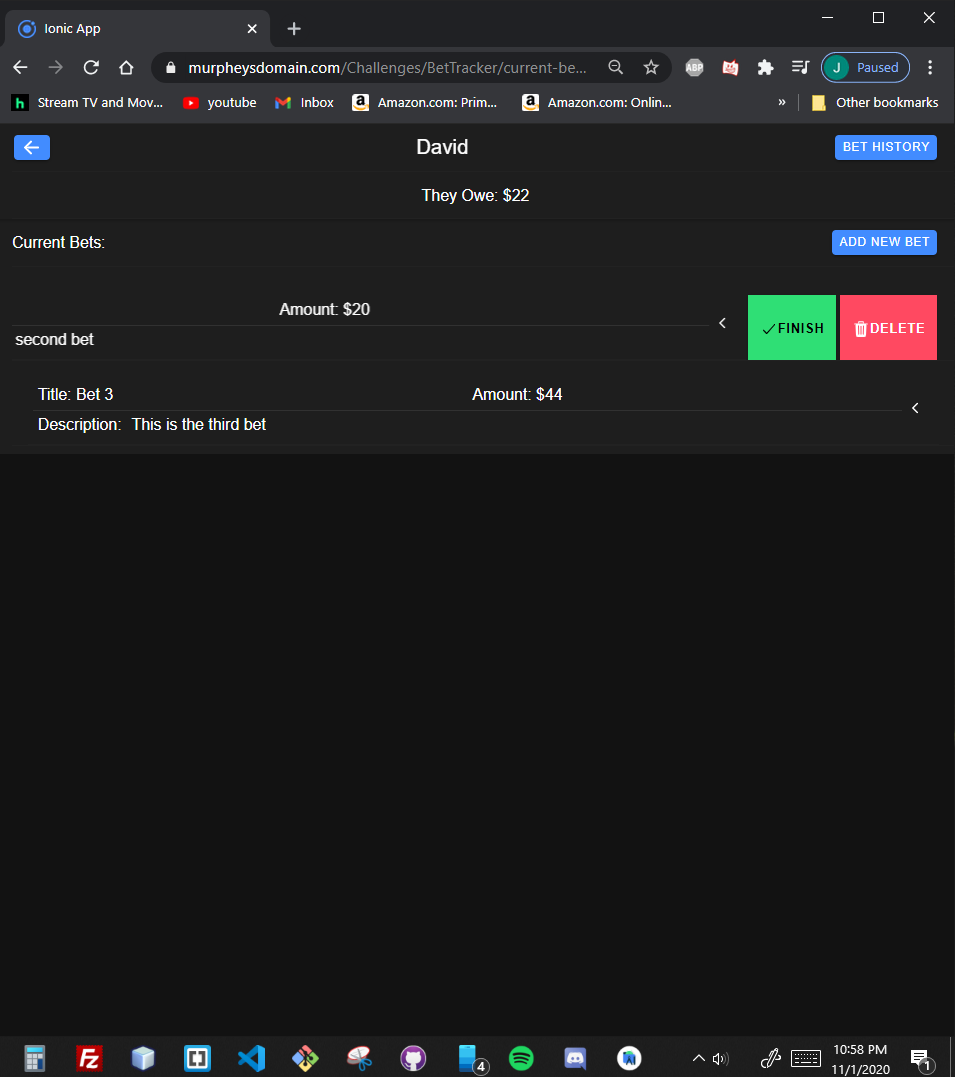 Ionic App
murpheysdomain.com/Challenges/BetTracker/current-be...
ABP
J Paused
h Stream TV and Mov...
youtube
Inbox
a Amazon.com: Prim...
a Amazon.com: Onlin...
»
Other bookmarks
David
BET HISTORY
They Owe: $22
Current Bets:
ADD NEW BET
Amount: $20
second bet
FINISH
DELETE
Title: Bet 3
Amount: $44
Description: This is the third bet
Fz
4
10:58 PM
11/1/2020
1